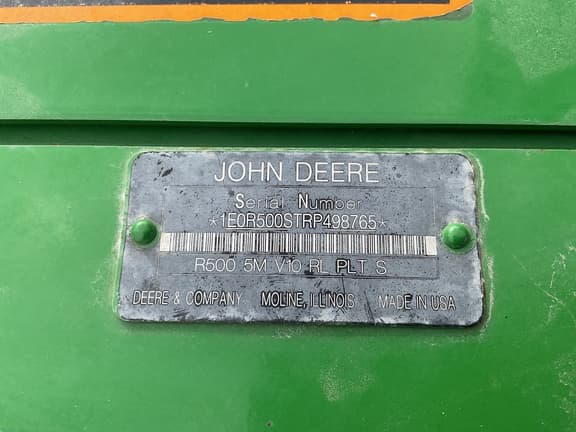 JOHN DEERE
Serial Number
*1E0R500STRP498765*
R500 5M V10 RL PLT S
DEERE & COMPANY MOLINE, ILLINOIS MADE IN USA